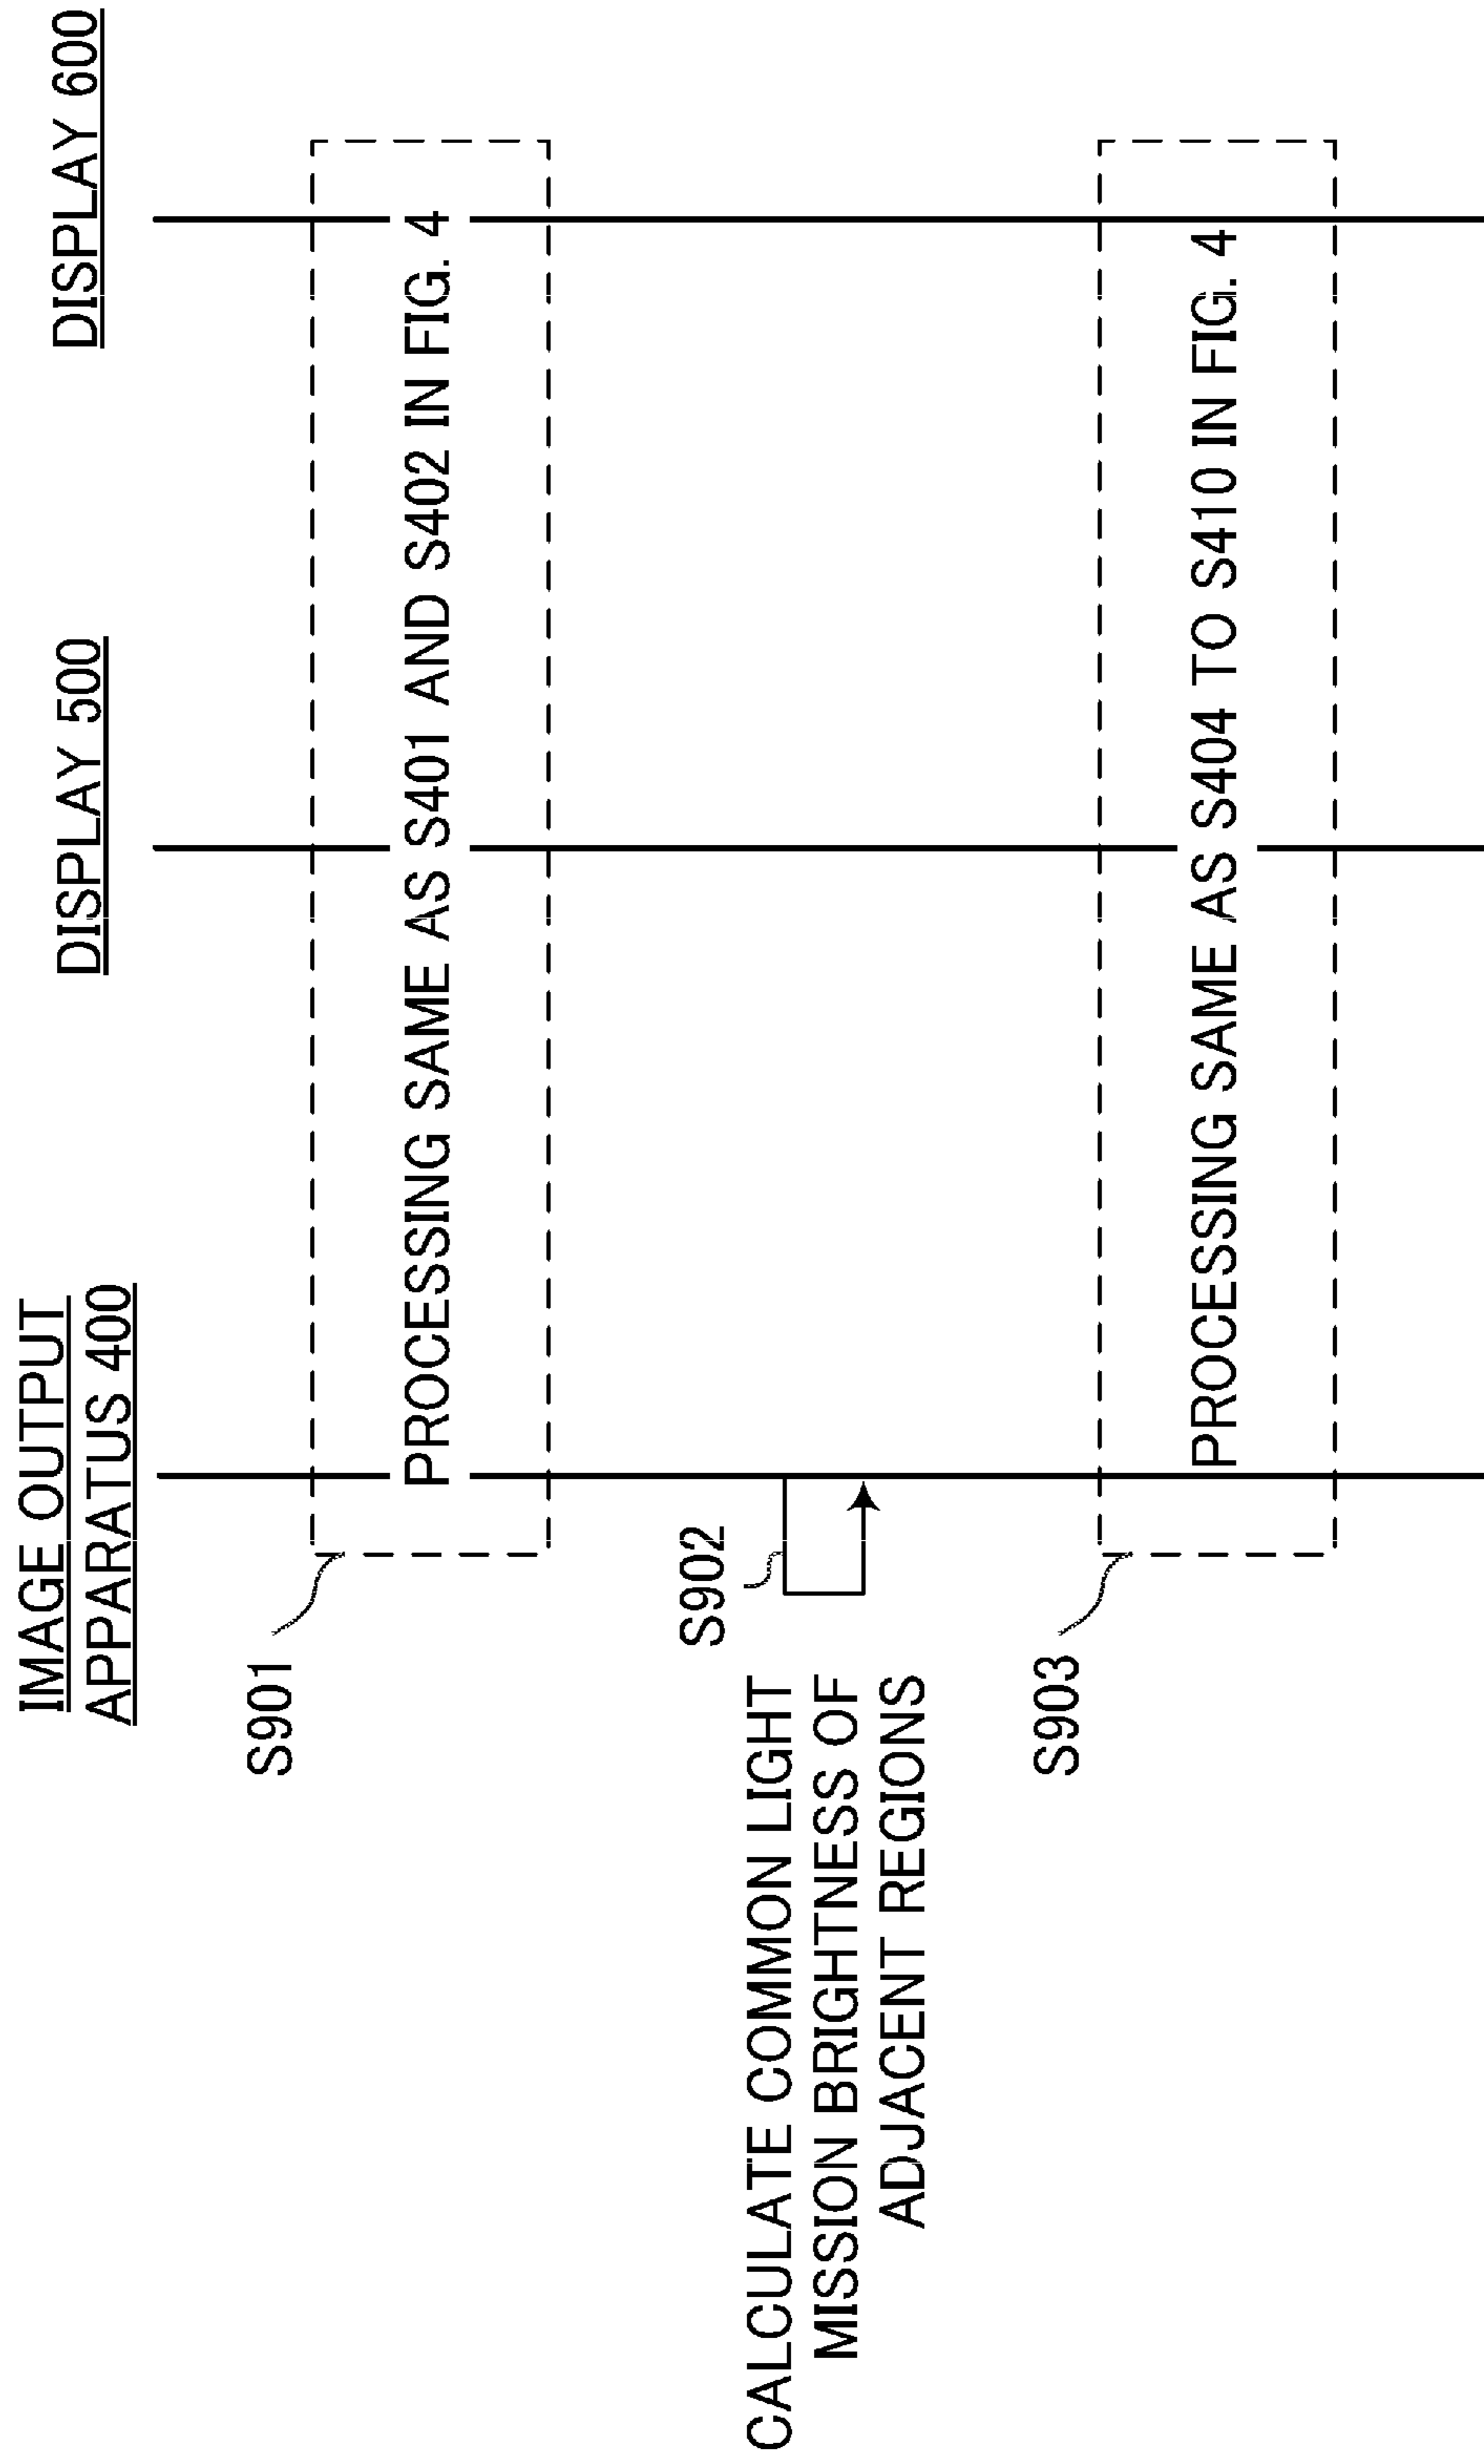 IMAGE OUTPUT
APPARATUS 400
DISPLAY 500
DISPLAY 600
S901
PROCESSING SAME AS S401 AND S402 IN FIG. 4
S902
CALCULATE COMMON LIGHT
MISSION BRIGHTNESS OF
ADJACENT REGIONS
S903
PROCESSING SAME AS S404 TO S410 IN FIG. 4